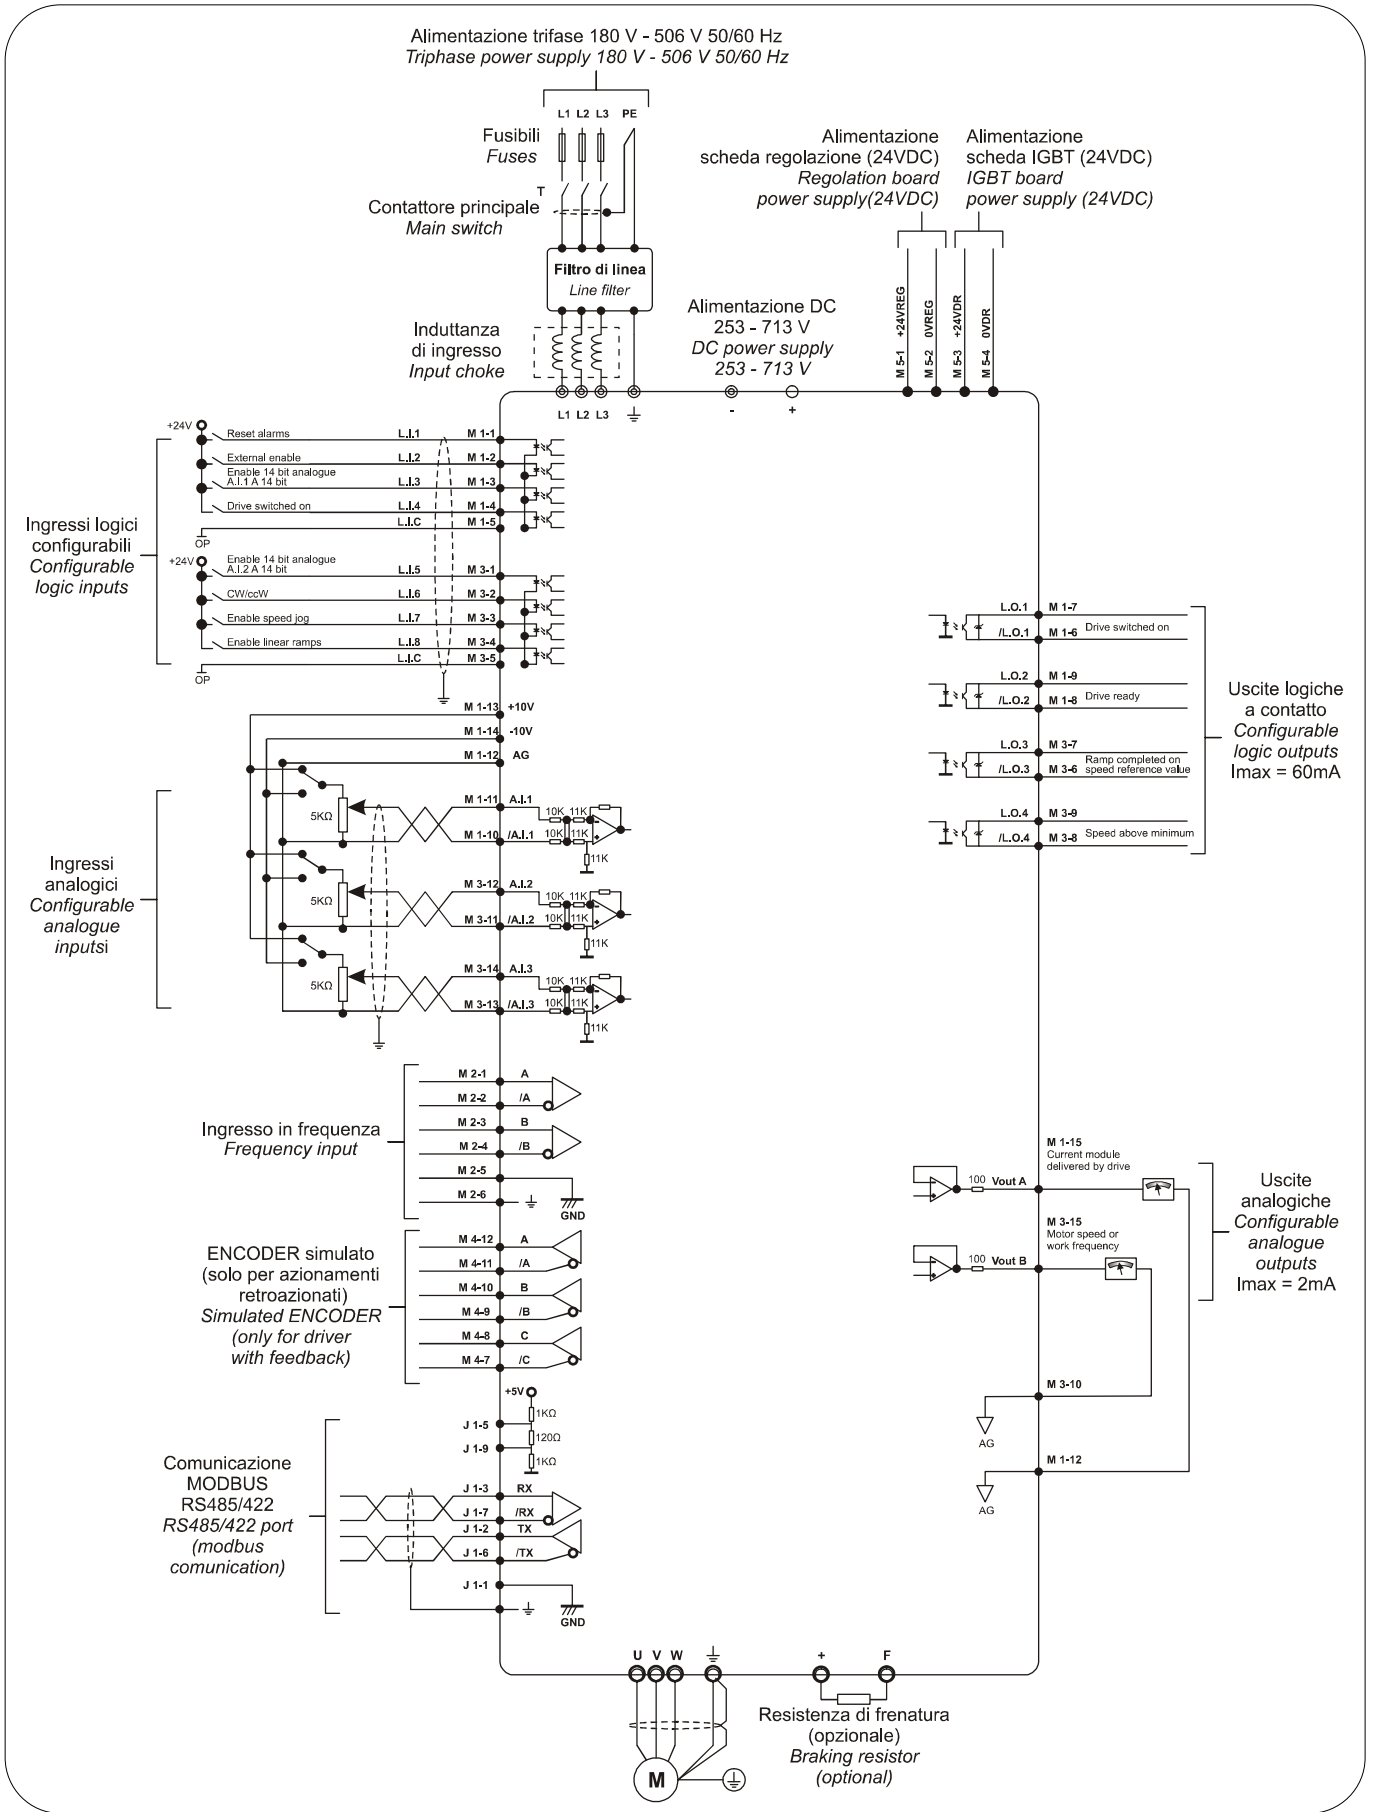 Alimentazione trifase 180 V - 506 V 50/60 Hz
Triphase power supply 180 V - 506 V 50/60 Hz
L1 L2 L3 PE
Fusibili
Fuses
T
Contattore principale
Main switch
Filtro di linea
Line filter
Induttanza
di ingresso
Input choke
Alimentazione DC
253 - 713 V
DC power supply
253 - 713 V
Alimentazione
scheda regolazione (24VDC)
Regolation board
power supply(24VDC)
Alimentazione
scheda IGBT (24VDC)
IGBT board
power supply (24VDC)
M 5-1 +24VREG
M 5-2 0VREG
M 5-3 +24VDR
M 5-4 0VDR
L1 L2 L3
- +
Ingressi logici
configurabili
Configurable
logic inputs
+24V
Reset alarms L.I.1 M 1-1
External enable L.I.2 M 1-2
Enable 14 bit analogue
A.I.1 A 14 bit L.I.3 M 1-3
Drive switched on L.I.4 M 1-4
L.I.C M 1-5
OP
+24V
Enable 14 bit analogue
A.I.2 A 14 bit L.I.5 M 3-1
CW/ccW L.I.6 M 3-2
Enable speed jog L.I.7 M 3-3
Enable linear ramps L.I.8 M 3-4
L.I.C M 3-5
OP
L.O.1 M 1-7
/L.O.1 M 1-6
Drive switched on
L.O.2 M 1-9
/L.O.2 M 1-8
Drive ready
L.O.3 M 3-7
/L.O.3 M 3-6
Ramp completed on
speed reference value
L.O.4 M 3-9
/L.O.4 M 3-8
Speed above minimum
Uscite logiche
a contatto
Configurable
logic outputs
Imax = 60mA
Ingressi
analogici
Configurable
analogue
inputsi
M 1-13 +10V
M 1-14 -10V
M 1-12 AG
5KΩ
M 1-11 A.I.1
M 1-10 /A.I.1
10K 11K
10K 11K
11K
5KΩ
M 3-12 A.I.2
M 3-11 /A.I.2
10K 11K
10K 11K
11K
5KΩ
M 3-14 A.I.3
M 3-13 /A.I.3
10K 11K
10K 11K
11K
Ingresso in frequenza
Frequency input
M 2-1 A
M 2-2 /A
M 2-3 B
M 2-4 /B
M 2-5
M 2-6
GND
M 1-15
Current module
delivered by drive
100 Vout A
M 3-15
Motor speed or
work frequency
100 Vout B
M 3-10
AG
M 1-12
AG
Uscite
analogiche
Configurable
analogue
outputs
Imax = 2mA
ENCODER simulato
(solo per azionamenti
retroazionati)
Simulated ENCODER
(only for driver
with feedback)
M 4-12 A
M 4-11 /A
M 4-10 B
M 4-9 /B
M 4-8 C
M 4-7 /C
Comunicazione
MODBUS
RS485/422
RS485/422 port
(modbus
comunication)
+5V
1KΩ
J 1-5
120Ω
J 1-9
1KΩ
J 1-3 RX
J 1-7 /RX
J 1-2 TX
J 1-6 /TX
J 1-1
GND
U V W
+ F
M
Resistenza di frenatura
(opzionale)
Braking resistor
(optional)